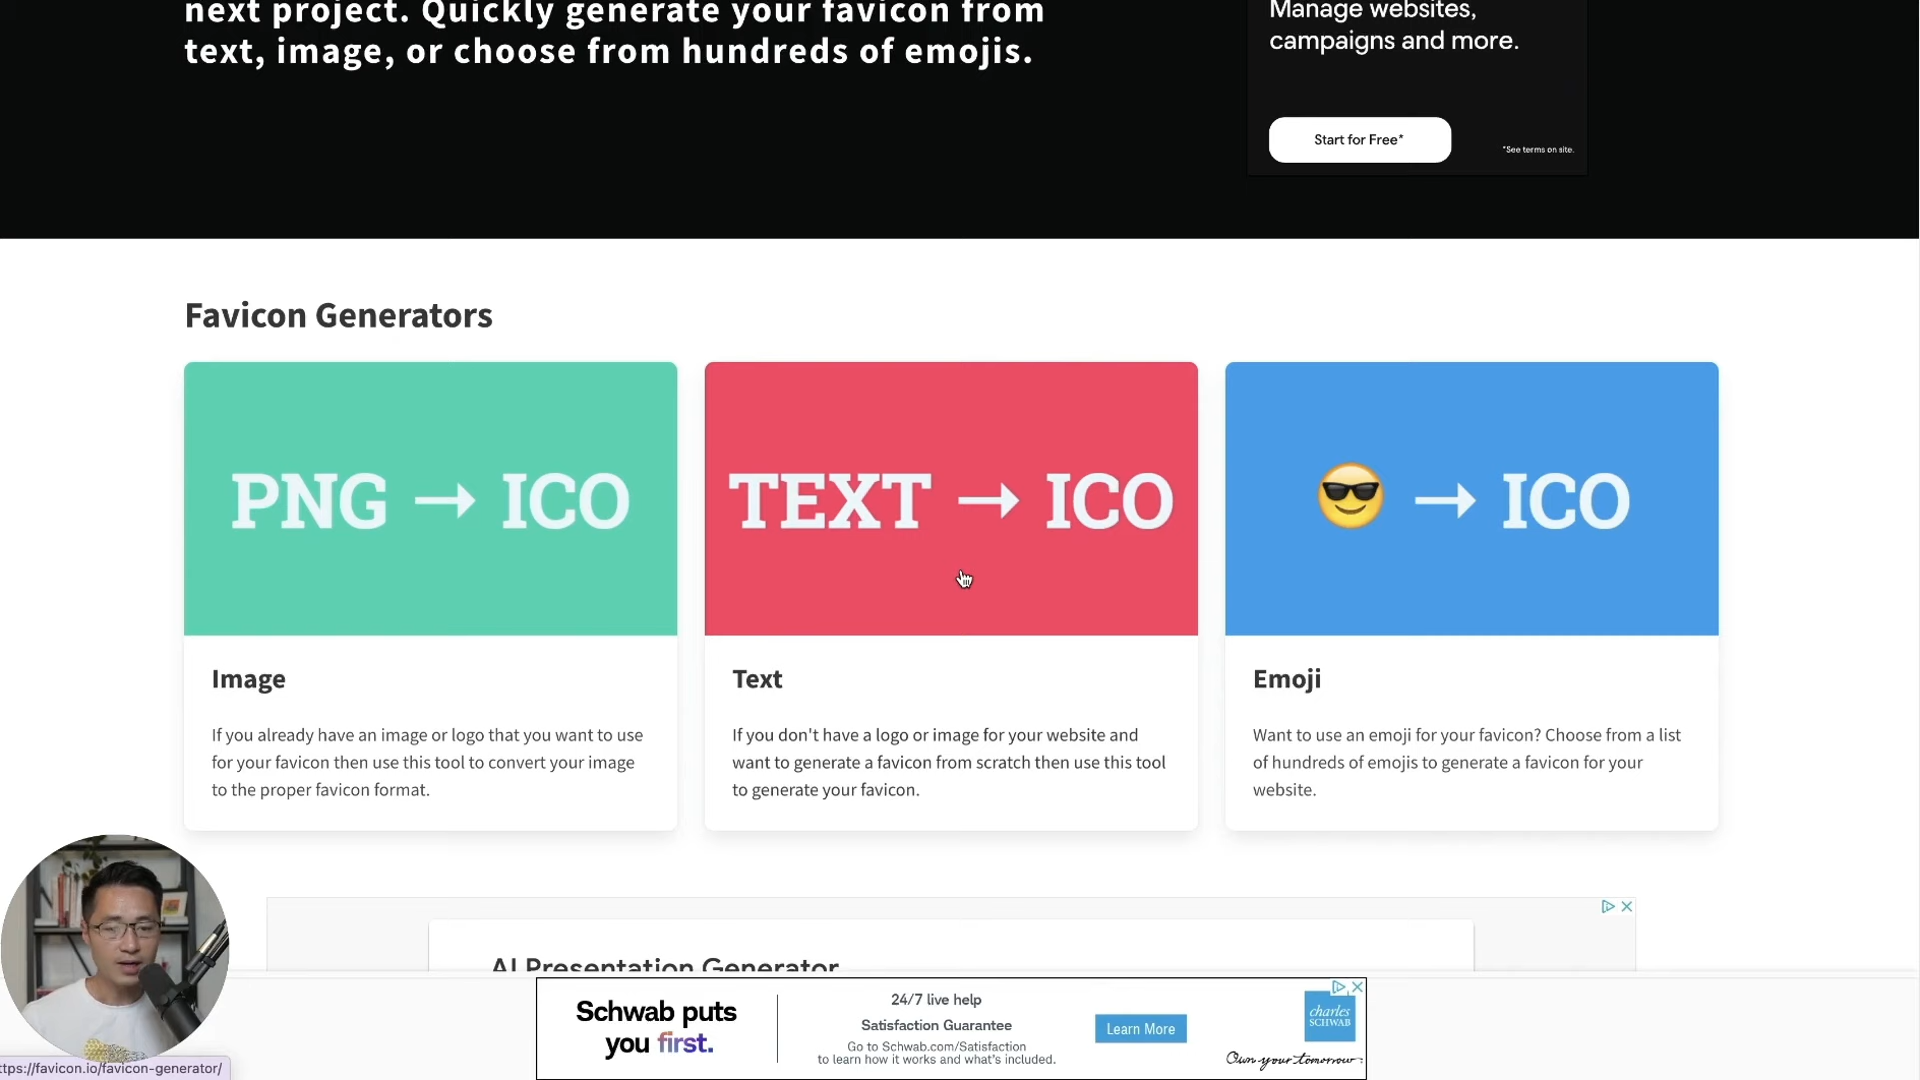 next project. Quickly generate your favicon from
text, image, or choose from hundreds of emojis.
Manage websites,
campaigns and more.
Start for Free*
*See terms on site.
Favicon Generators
PNG → ICO
TEXT → ICO
😎 → ICO
Image
If you already have an image or logo that you want to use
for your favicon then use this tool to convert your image
to the proper favicon format.
Text
If you don't have a logo or image for your website and
want to generate a favicon from scratch then use this tool
to generate your favicon.
Emoji
Want to use an emoji for your favicon? Choose from a list
of hundreds of emojis to generate a favicon for your
website.
AI Presentation Generator
Schwab puts
you first.
24/7 live help
Satisfaction Guarantee
Go to Schwab.com/Satisfaction
to learn how it works and what's included.
Learn More
charles
SCHWAB
Own your tomorrow
ttps://favicon.io/favicon-generator/